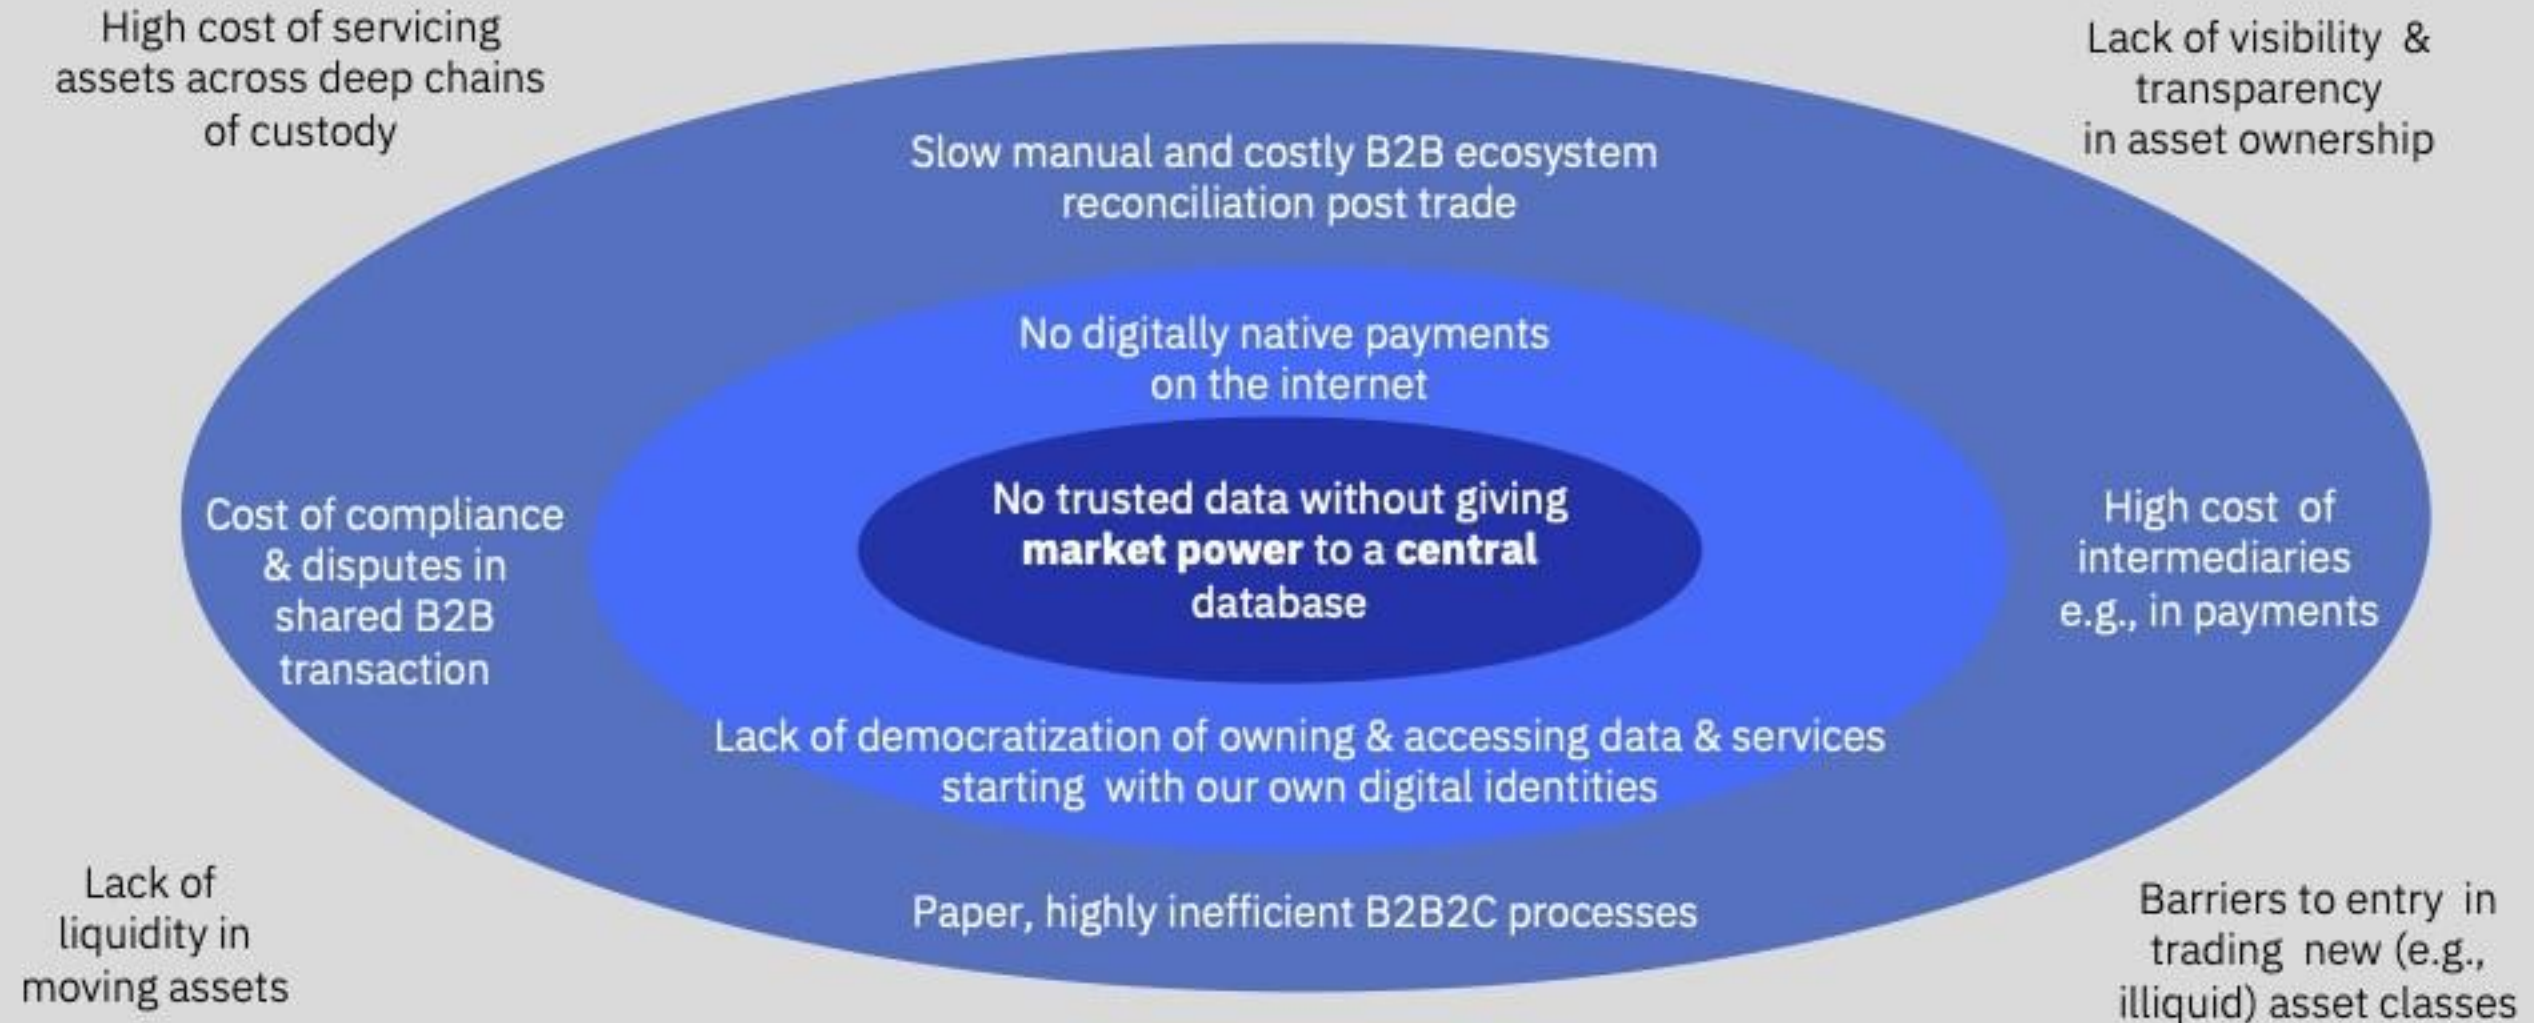 High cost of servicing
assets across deep chains
of custody
Lack of visibility &
transparency
in asset ownership
Slow manual and costly B2B ecosystem
reconciliation post trade
No digitally native payments
on the internet
No trusted data without giving
market power to a central
database
Cost of compliance
& disputes in
shared B2B
transaction
High cost of
intermediaries
e.g., in payments
Lack of democratization of owning & accessing data & services
starting with our own digital identities
Paper, highly inefficient B2B2C processes
Lack of
liquidity in
moving assets
Barriers to entry in
trading new (e.g.,
illiquid) asset classes